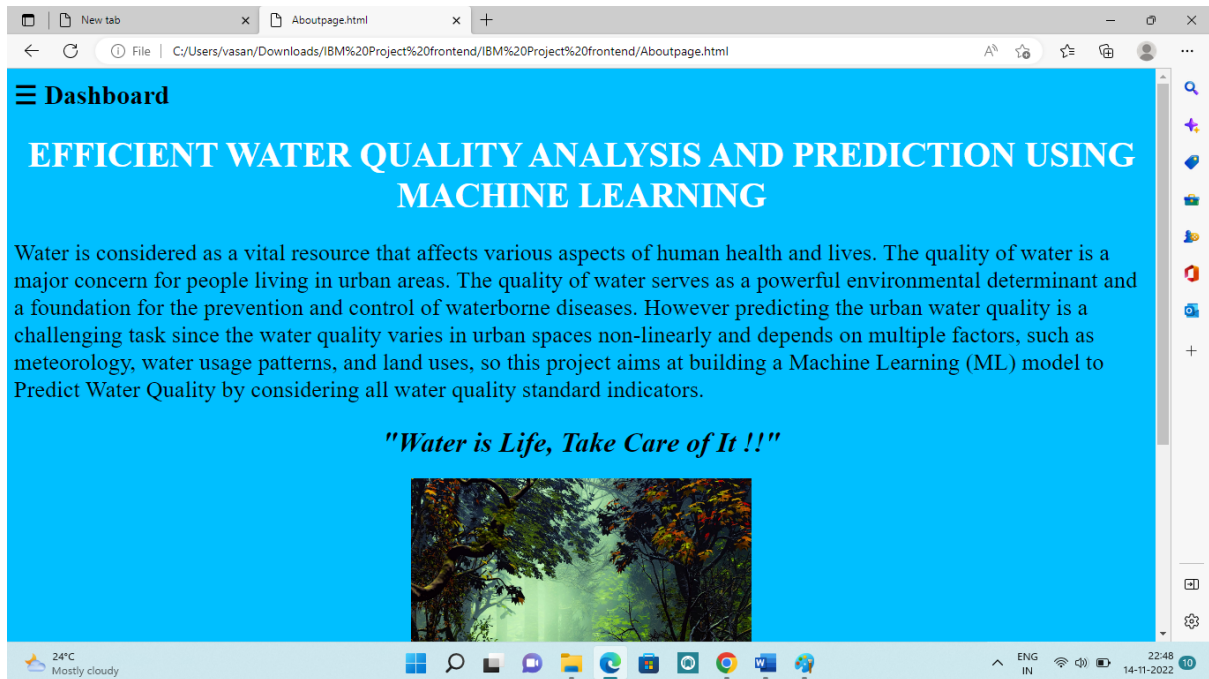 New tab
Aboutpage.html
File | C:/Users/vasan/Downloads/IBM%20Project%20frontend/IBM%20Project%20frontend/Aboutpage.html
☰ Dashboard
EFFICIENT WATER QUALITY ANALYSIS AND PREDICTION USING
MACHINE LEARNING
Water is considered as a vital resource that affects various aspects of human health and lives. The quality of water is a
major concern for people living in urban areas. The quality of water serves as a powerful environmental determinant and
a foundation for the prevention and control of waterborne diseases. However predicting the urban water quality is a
challenging task since the water quality varies in urban spaces non-linearly and depends on multiple factors, such as
meteorology, water usage patterns, and land uses, so this project aims at building a Machine Learning (ML) model to
Predict Water Quality by considering all water quality standard indicators.
"Water is Life, Take Care of It !!"
24°C
Mostly cloudy
ENG
IN
22:48
14-11-2022
10